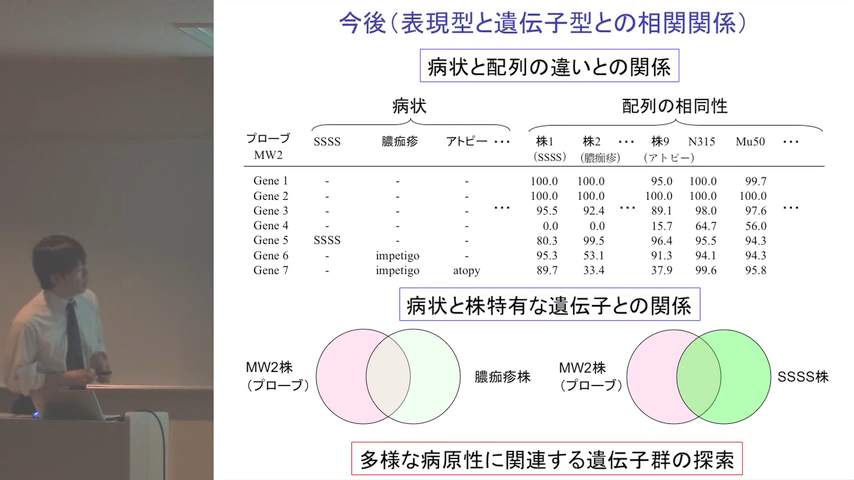 今後（表現型と遺伝子型との相関関係）
病状と配列の違いとの関係
病状 配列の相同性
プローブ MW2 SSSS 膿痂疹 アトピー … 株1 (SSSS) 株2 (膿痂疹) … 株9 (アトピー) N315 Mu50 …
Gene 1 - - - 100.0 100.0 95.0 100.0 99.7
Gene 2 - - - 100.0 100.0 100.0 100.0 100.0
Gene 3 - - - … 95.5 92.4 … 89.1 98.0 97.6 …
Gene 4 - - - 0.0 0.0 15.7 64.7 56.0
Gene 5 SSSS - - 80.3 99.5 96.4 95.5 94.3
Gene 6 - impetigo - 95.3 53.1 91.3 94.1 94.3
Gene 7 - impetigo atopy 89.7 33.4 37.9 99.6 95.8
病状と株特有な遺伝子との関係
MW2株
（プローブ）
膿痂疹株
MW2株
（プローブ）
SSSS株
多様な病原性に関連する遺伝子群の探索